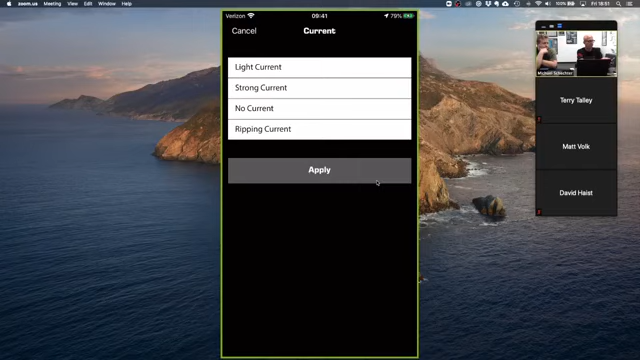 zoom.us Meeting View Edit Window Help
100% Fri 18:51
Verizon 09:41 79%
Cancel Current
Light Current
Strong Current
No Current
Ripping Current
Apply
Michael Schechter
Terry Talley
Matt Volk
David Haist